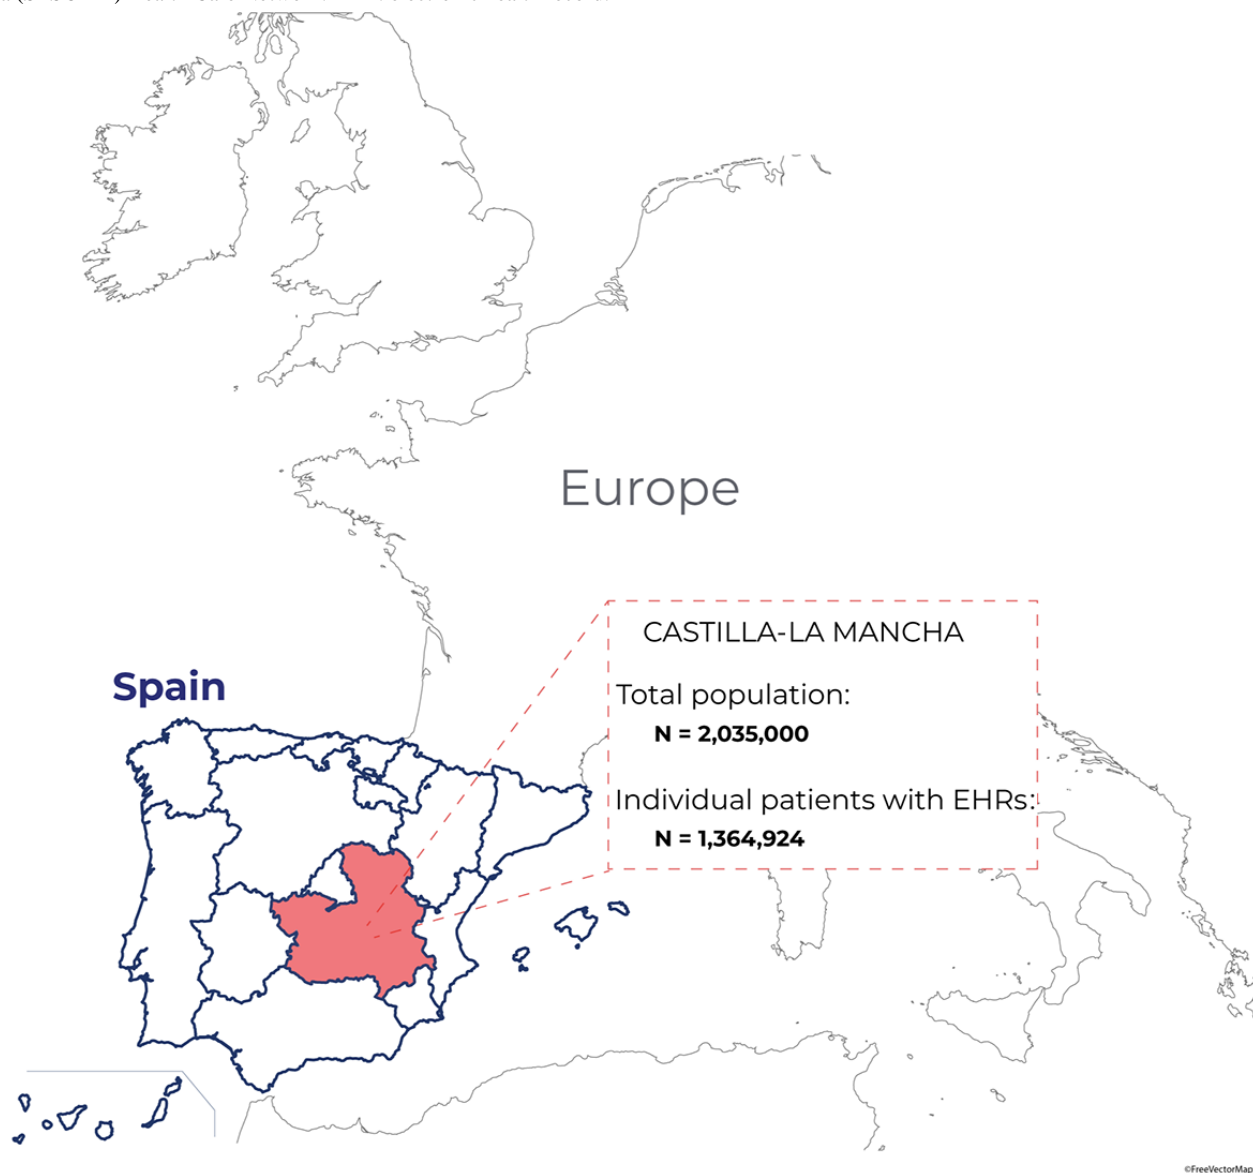 Europe
CASTILLA-LA MANCHA
Spain
Total population:
N = 2,035,000
Individual patients with EHRs:
N = 1,364,924
©FreeVectorMap